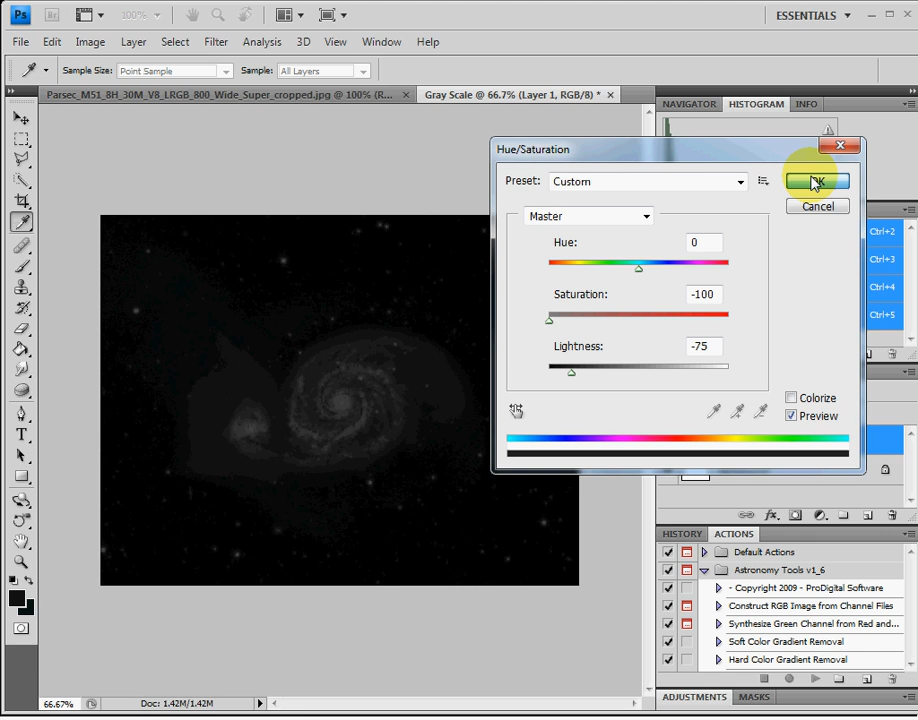 Ps
Br
100%
ESSENTIALS
File Edit Image Layer Select Filter Analysis 3D View Window Help
Sample Size: Point Sample Sample: All Layers
Parsec_M51_8H_30M_V8_LRGB_800_Wide_Super_cropped.jpg @ 100% (R...
Gray Scale @ 66.7% (Layer 1, RGB/8) *
NAVIGATOR HISTOGRAM INFO
Hue/Saturation
Preset: Custom
OK
Cancel
Master
Hue: 0
Saturation: -100
Lightness: -75
Colorize
Preview
Ctrl+2
Ctrl+3
Ctrl+4
Ctrl+5
T
fx
HISTORY ACTIONS
Default Actions
Astronomy Tools v1_6
- Copyright 2009 - ProDigital Software
Construct RGB Image from Channel Files
Synthesize Green Channel from Red and...
Soft Color Gradient Removal
Hard Color Gradient Removal
ADJUSTMENTS MASKS
66.67% Doc: 1.42M/1.42M